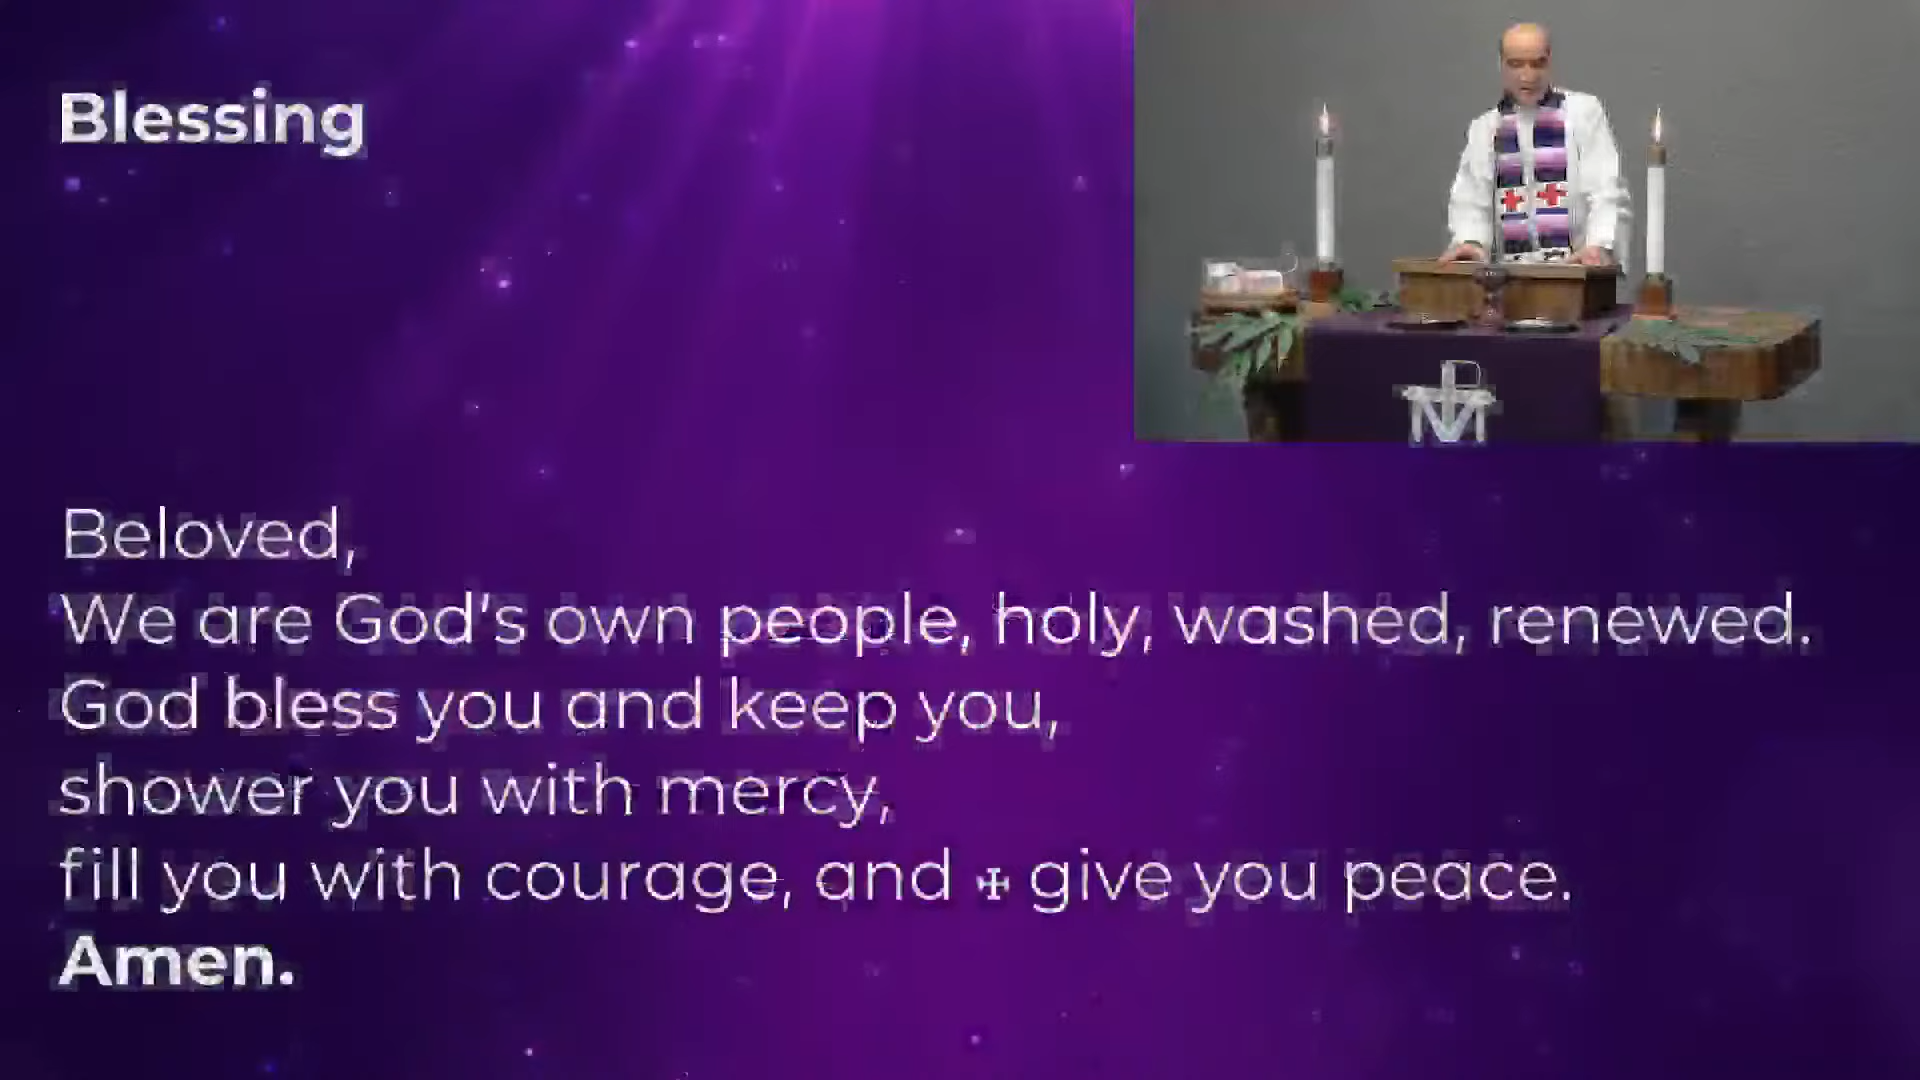 Blessing
Beloved,
We are God's own people, holy, washed, renewed.
God bless you and keep you,
shower you with mercy,
fill you with courage, and ✠ give you peace.
Amen.